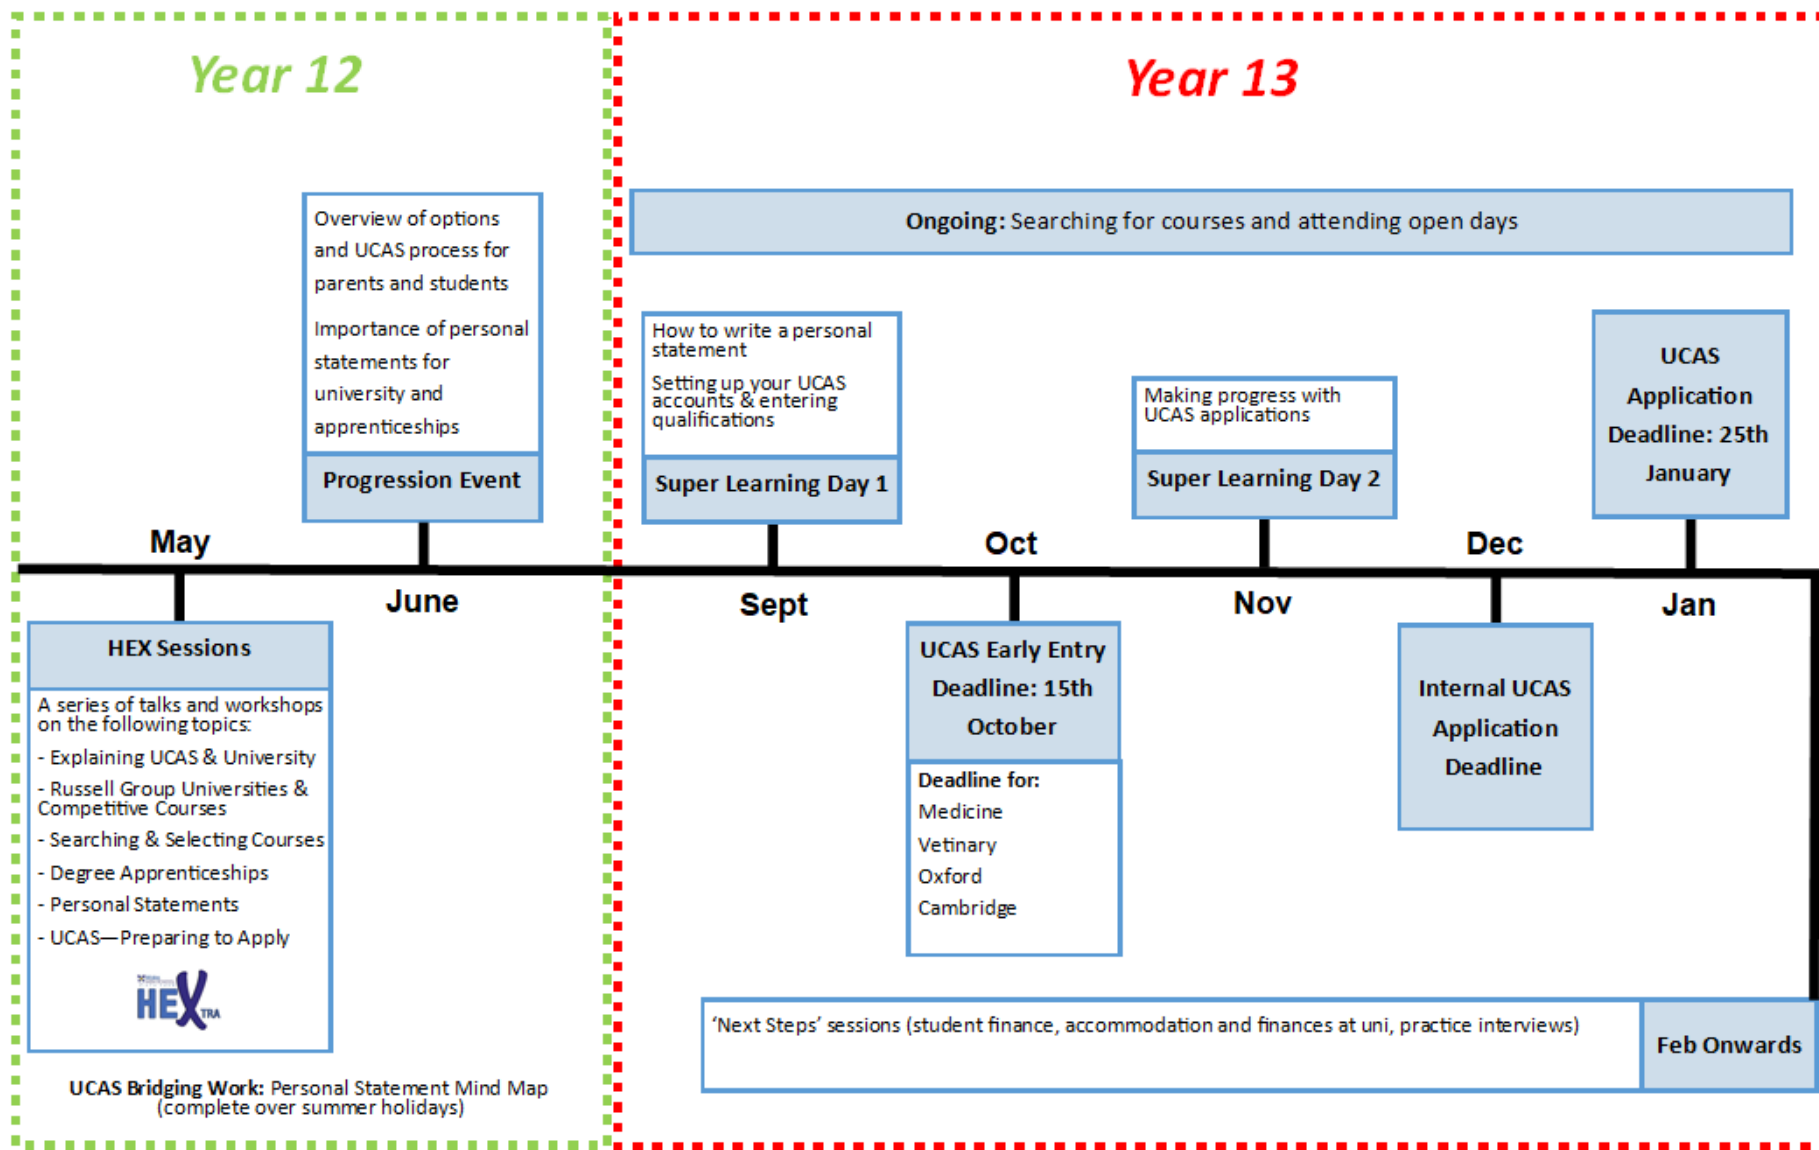 Year 12
Year 13
Overview of options
and UCAS process for
parents and students
Importance of personal
statements for
university and
apprenticeships
Progression Event
Ongoing: Searching for courses and attending open days
How to write a personal
statement
Setting up your UCAS
accounts & entering
qualifications
Super Learning Day 1
Making progress with
UCAS applications
Super Learning Day 2
UCAS
Application
Deadline: 25th
January
May
June
Sept
Oct
Nov
Dec
Jan
HEX Sessions
A series of talks and workshops
on the following topics:
- Explaining UCAS & University
- Russell Group Universities &
Competitive Courses
- Searching & Selecting Courses
- Degree Apprenticeships
- Personal Statements
- UCAS—Preparing to Apply
HEXTRA
UCAS Bridging Work: Personal Statement Mind Map
(complete over summer holidays)
UCAS Early Entry
Deadline: 15th
October
Deadline for:
Medicine
Vetinary
Oxford
Cambridge
Internal UCAS
Application
Deadline
‘Next Steps’ sessions (student finance, accommodation and finances at uni, practice interviews)
Feb Onwards